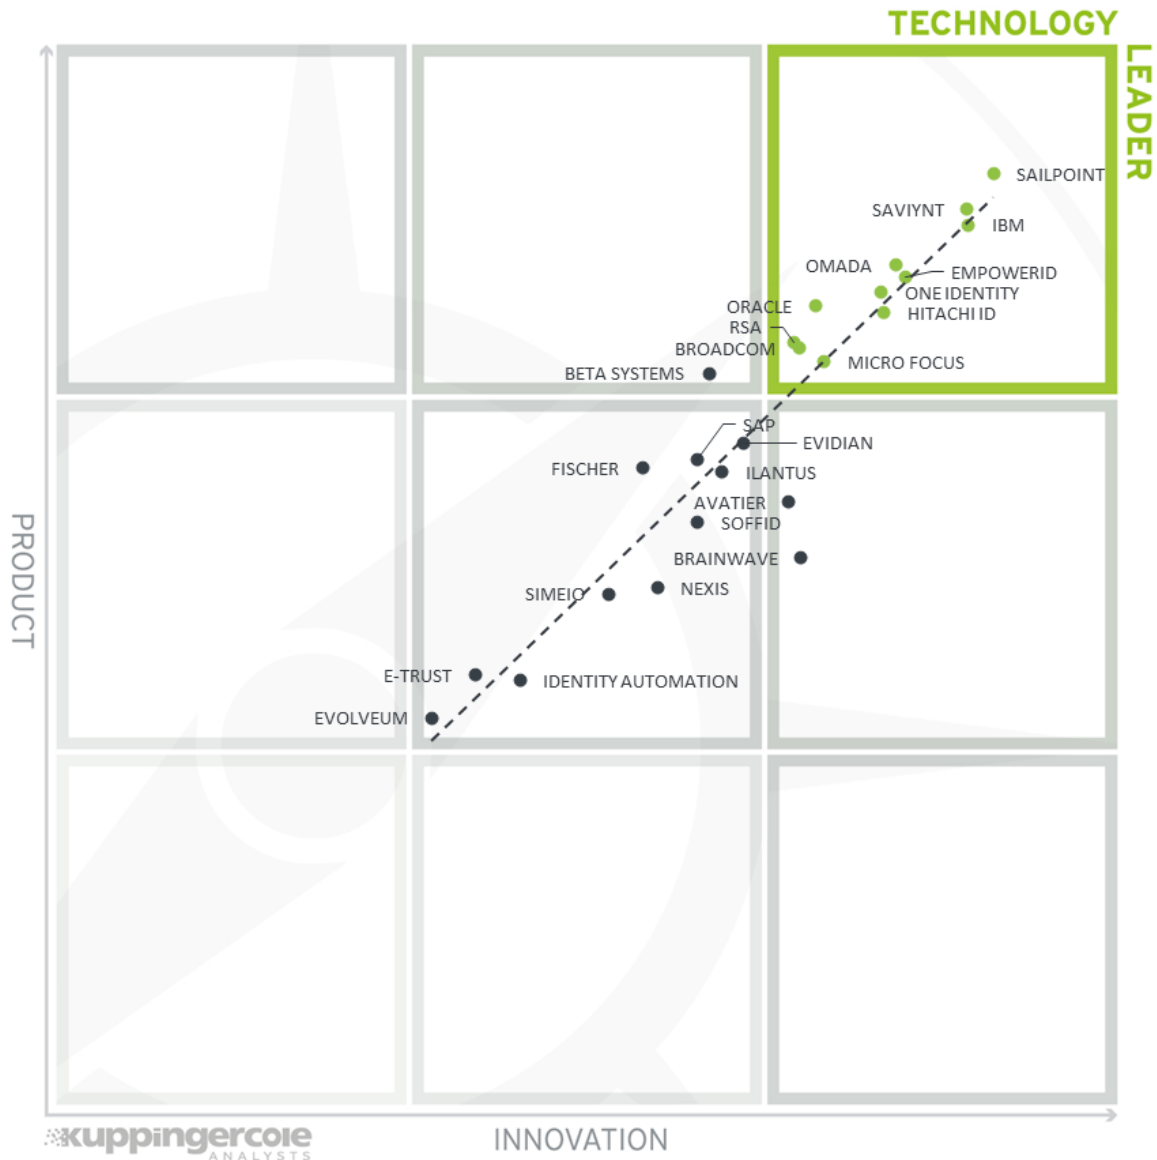 TECHNOLOGY
LEADER
SAILPOINT
SAVIYNT
IBM
OMADA
EMPOWERID
ONE IDENTITY
ORACLE
HITACHI ID
RSA
BROADCOM
MICRO FOCUS
BETA SYSTEMS
SAP
EVIDIAN
FISCHER
ILANTUS
AVATIER
SOFFID
BRAINWAVE
NEXIS
SIMEIO
E-TRUST
IDENTITY AUTOMATION
EVOLVEUM
PRODUCT
INNOVATION
kuppingercole
ANALYSTS